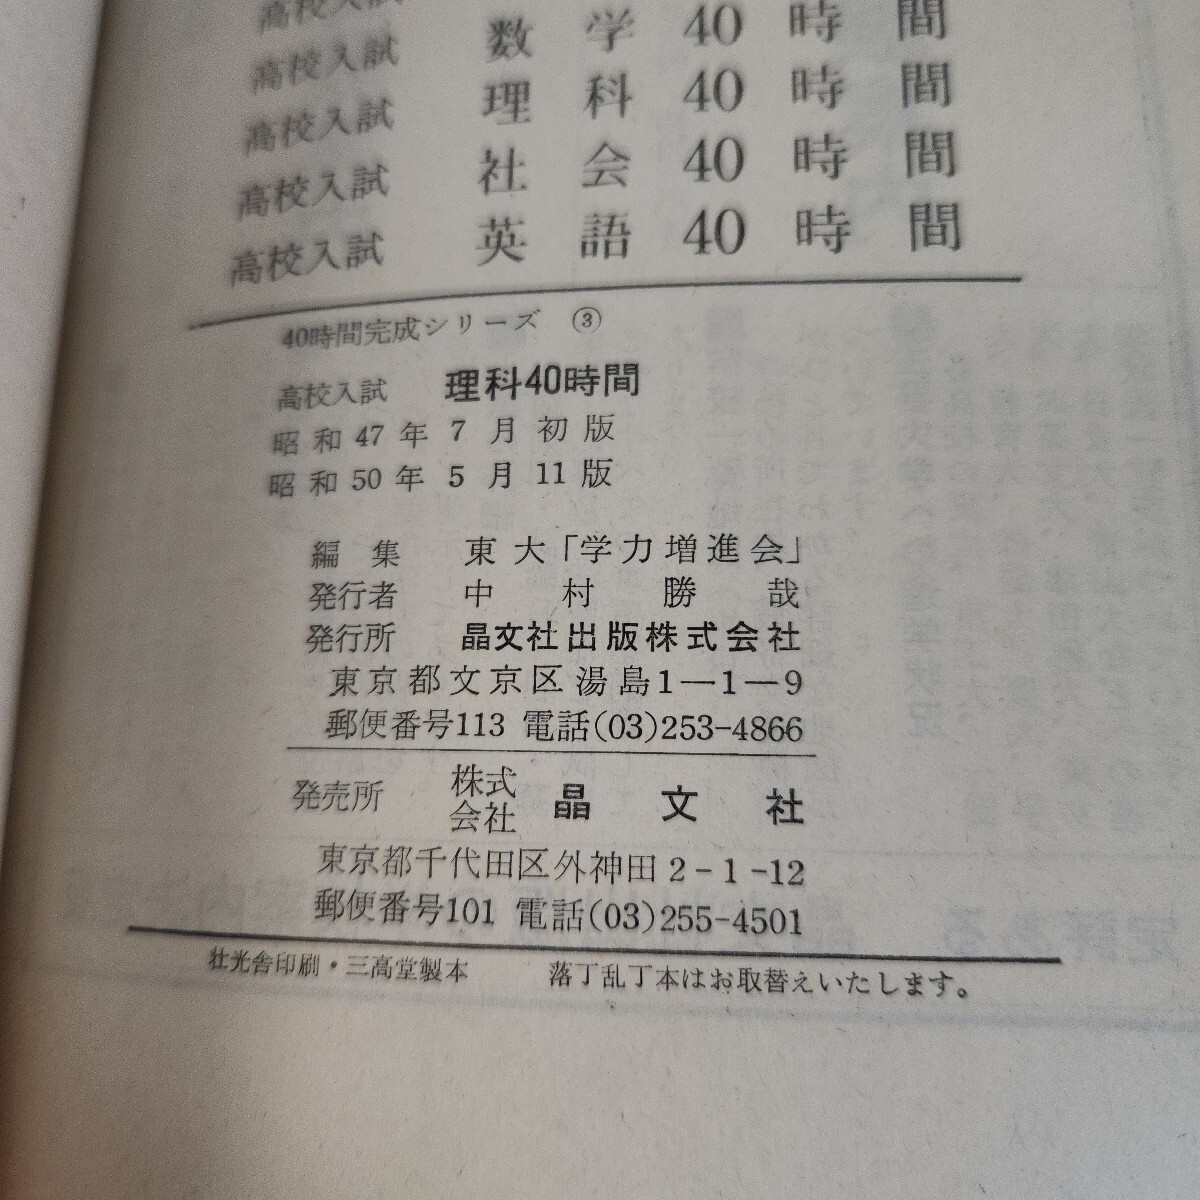 高校入試
高校入試 数学40時間
高校入試 理科40時間
高校入試 社会40時間
高校入試 英語40時間
40時間完成シリーズ ③
高校入試 理科40時間
昭和47年7月初版
昭和50年5月11版
編集 東大「学力増進会」
発行者 中村勝哉
発行所 晶文社出版株式会社
東京都文京区湯島1—1—9
郵便番号113 電話(03)253-4866
発売所 株式会社 晶文社
東京都千代田区外神田2-1-12
郵便番号101 電話(03)255-4501
壮光舎印刷・三高堂製本 落丁乱丁本はお取替えいたします。